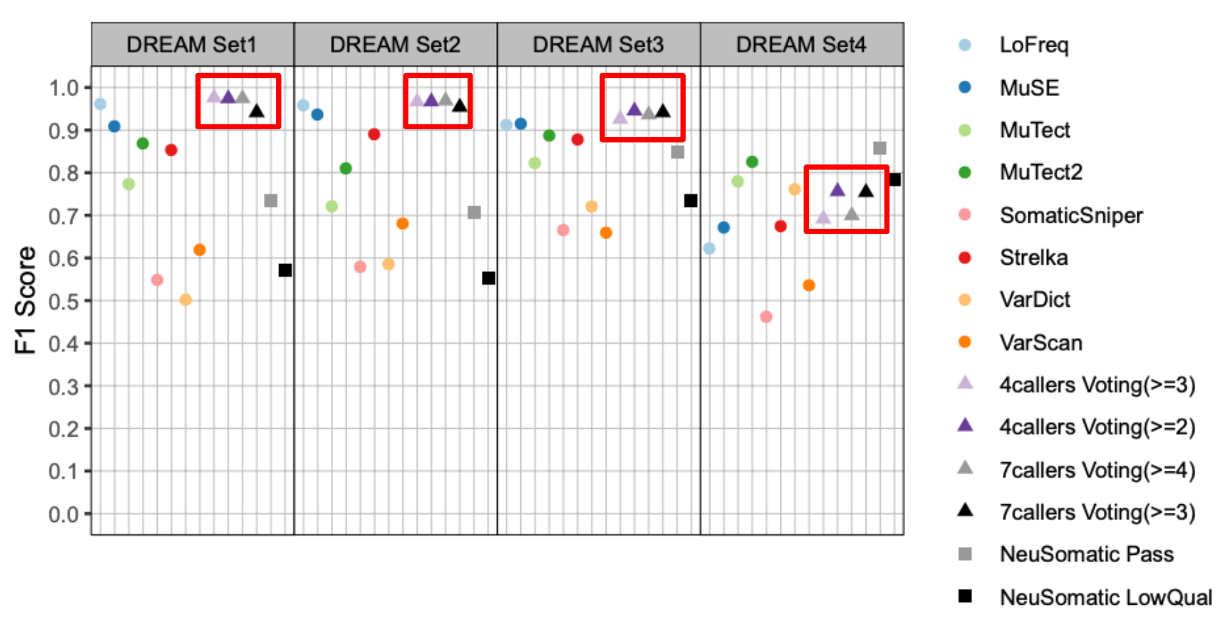 DREAM Set1 DREAM Set2 DREAM Set3 DREAM Set4
F1 Score
1.0
0.9
0.8
0.7
0.6
0.5
0.4
0.3
0.2
0.1
0.0
LoFreq
MuSE
MuTect
MuTect2
SomaticSniper
Strelka
VarDict
VarScan
4callers Voting(>=3)
4callers Voting(>=2)
7callers Voting(>=4)
7callers Voting(>=3)
NeuSomatic Pass
NeuSomatic LowQual